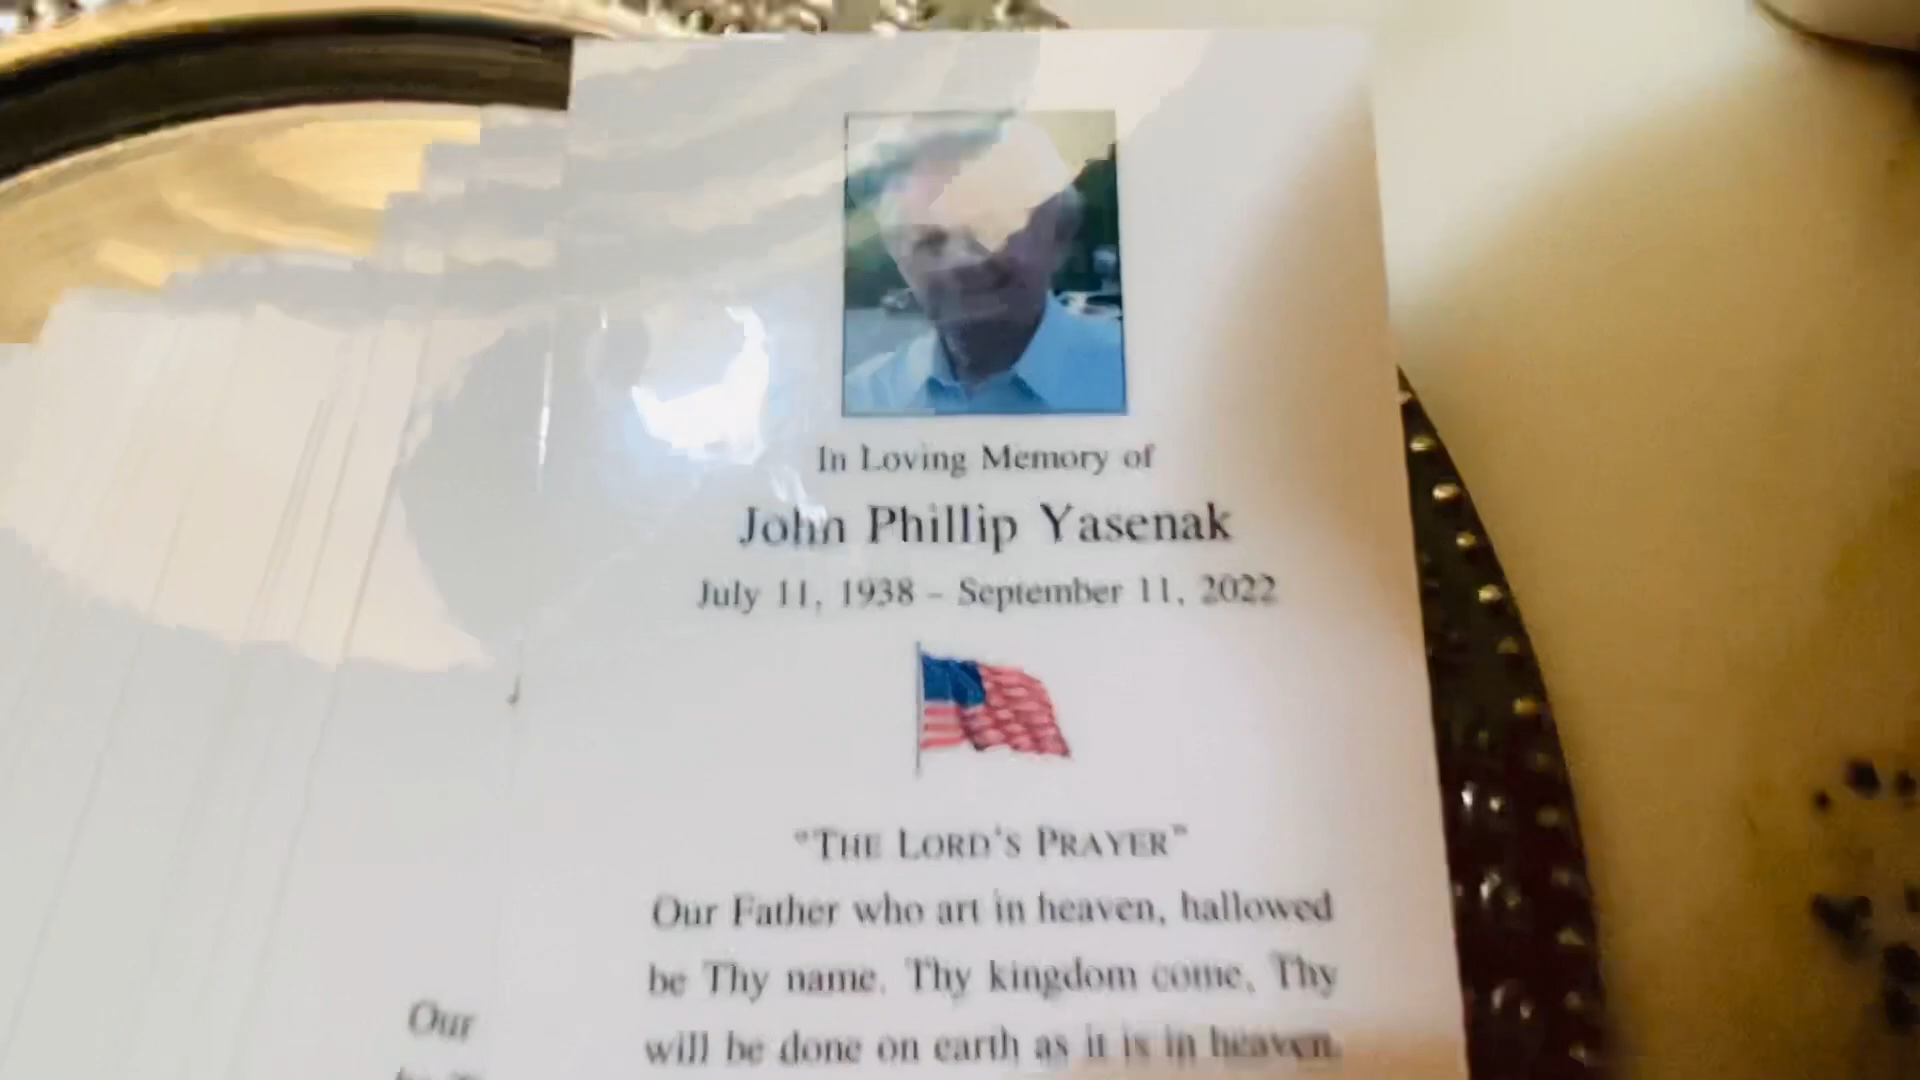 In Loving Memory of
John Phillip Yasenak
July 11, 1938 – September 11, 2022
“THE LORD’S PRAYER”
Our Father who art in heaven, hallowed
be Thy name. Thy kingdom come, Thy
will be done on earth as it is in heaven.
Our